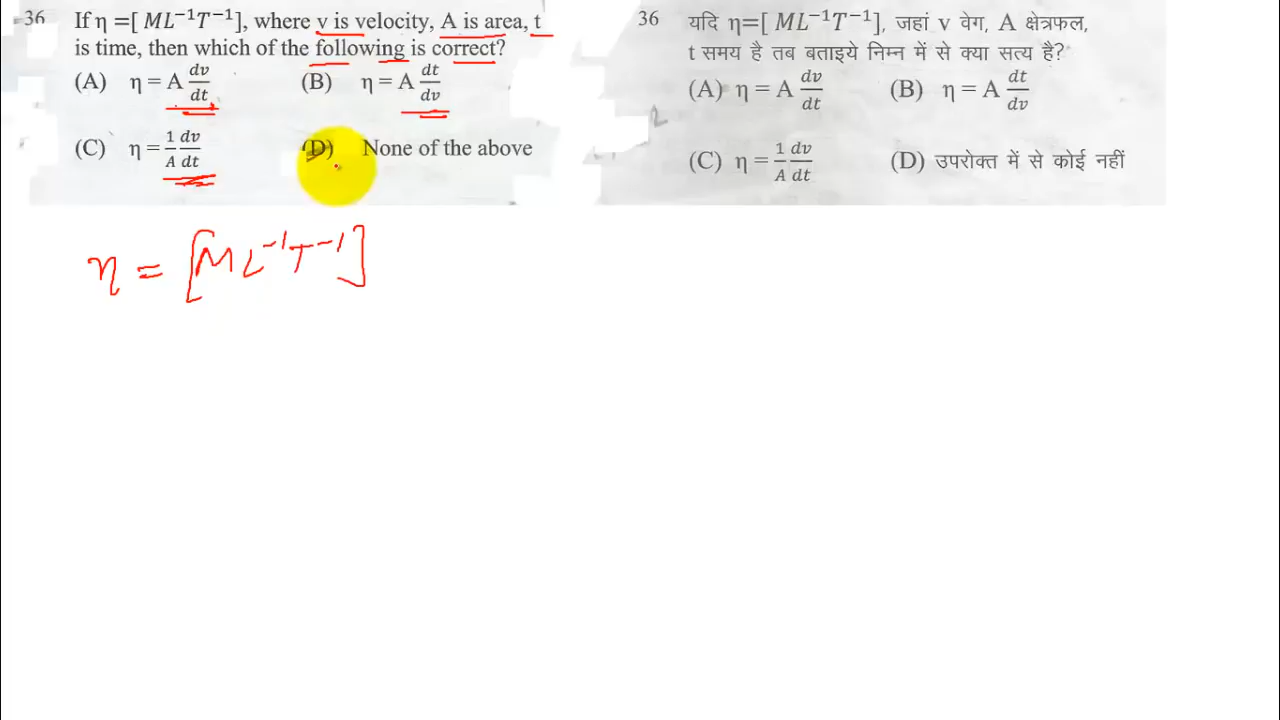 36 If η =[ ML⁻¹T⁻¹], where v is velocity, A is area, t
is time, then which of the following is correct?
(A) η = A dv/dt (B) η = A dt/dv
(C) η = 1/A dv/dt (D) None of the above
36 यदि η=[ ML⁻¹T⁻¹], जहां v वेग, A क्षेत्रफल,
t समय है तब बताइये निम्न में से क्या सत्य है?
(A) η = A dv/dt (B) η = A dt/dv
(C) η = 1/A dv/dt (D) उपरोक्त में से कोई नहीं
η = [ML⁻¹T⁻¹]